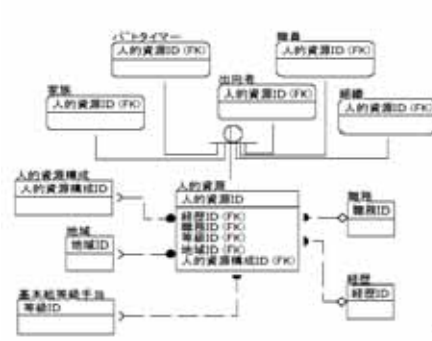 パートタイマー
人的資源ID (FK)
職員
人的資源ID (FK)
家族
人的資源ID (FK)
出向者
人的資源ID (FK)
組織
人的資源ID (FK)
人的資源構成
人的資源構成ID
人的資源
人的資源ID
経歴ID (FK)
職務ID (FK)
等級ID (FK)
地域ID (FK)
人的資源構成ID (FK)
職務
職務ID
地域
地域ID
経歴
経歴ID
基本給等級手当
等級ID